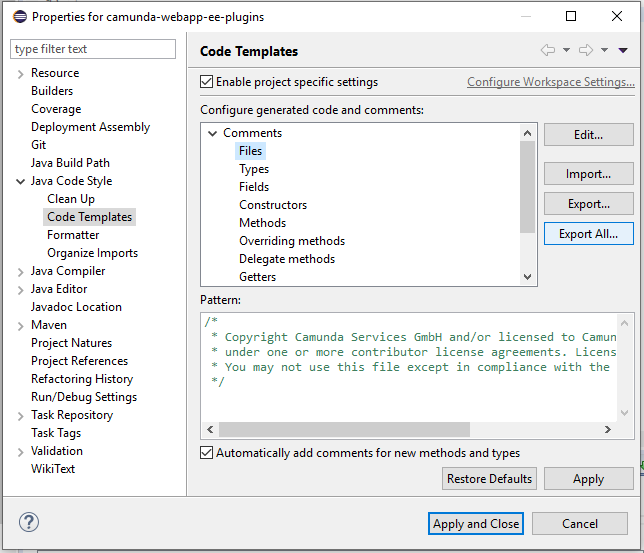 Properties for camunda-webapp-ee-plugins
type filter text
Resource
Builders
Coverage
Deployment Assembly
Git
Java Build Path
Java Code Style
Clean Up
Code Templates
Formatter
Organize Imports
Java Compiler
Java Editor
Javadoc Location
Maven
Project Natures
Project References
Refactoring History
Run/Debug Settings
Task Repository
Task Tags
Validation
WikiText
Code Templates
Enable project specific settings
Configure Workspace Settings...
Configure generated code and comments:
Comments
Files
Types
Fields
Constructors
Methods
Overriding methods
Delegate methods
Getters
Edit...
Import...
Export...
Export All...
Pattern:
/*
* Copyright Camunda Services GmbH and/or licensed to Camun
* under one or more contributor license agreements. Licens
* You may not use this file except in compliance with the
*/
Automatically add comments for new methods and types
Restore Defaults
Apply
?
Apply and Close
Cancel